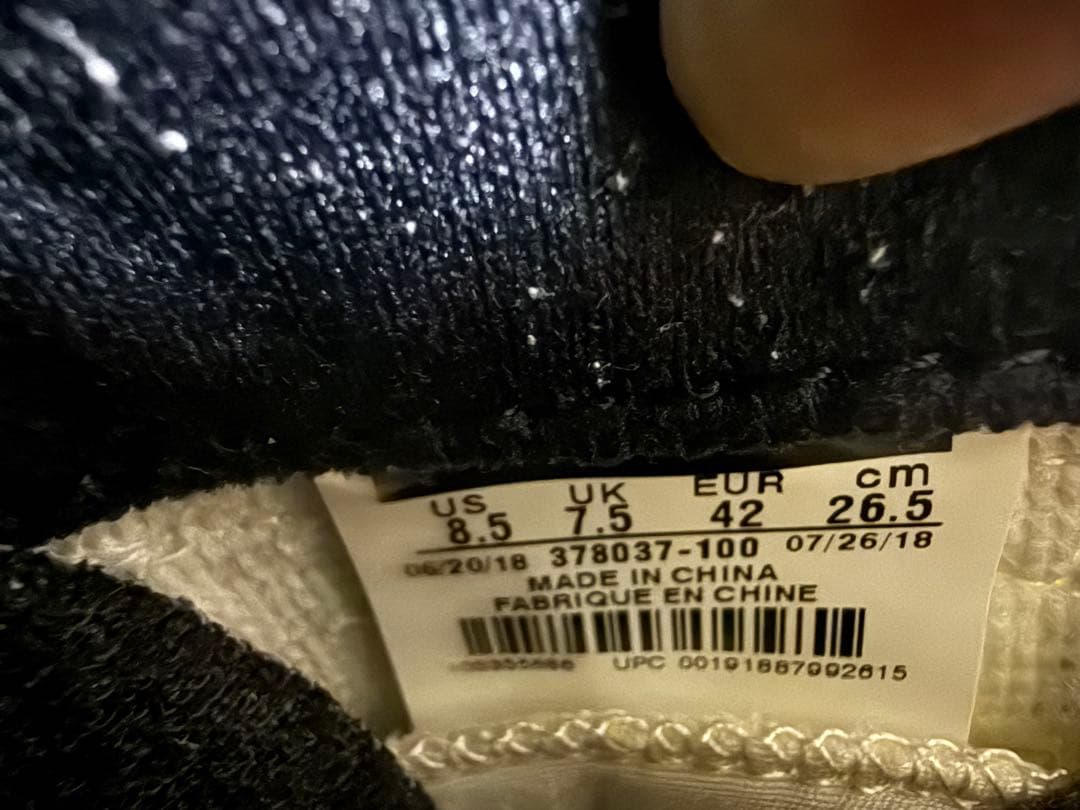 US UK EUR cm
8.5 7.5 42 26.5
06/20/18 378037-100 07/26/18
MADE IN CHINA
FABRIQUE EN CHINE
UPC 00191887992615